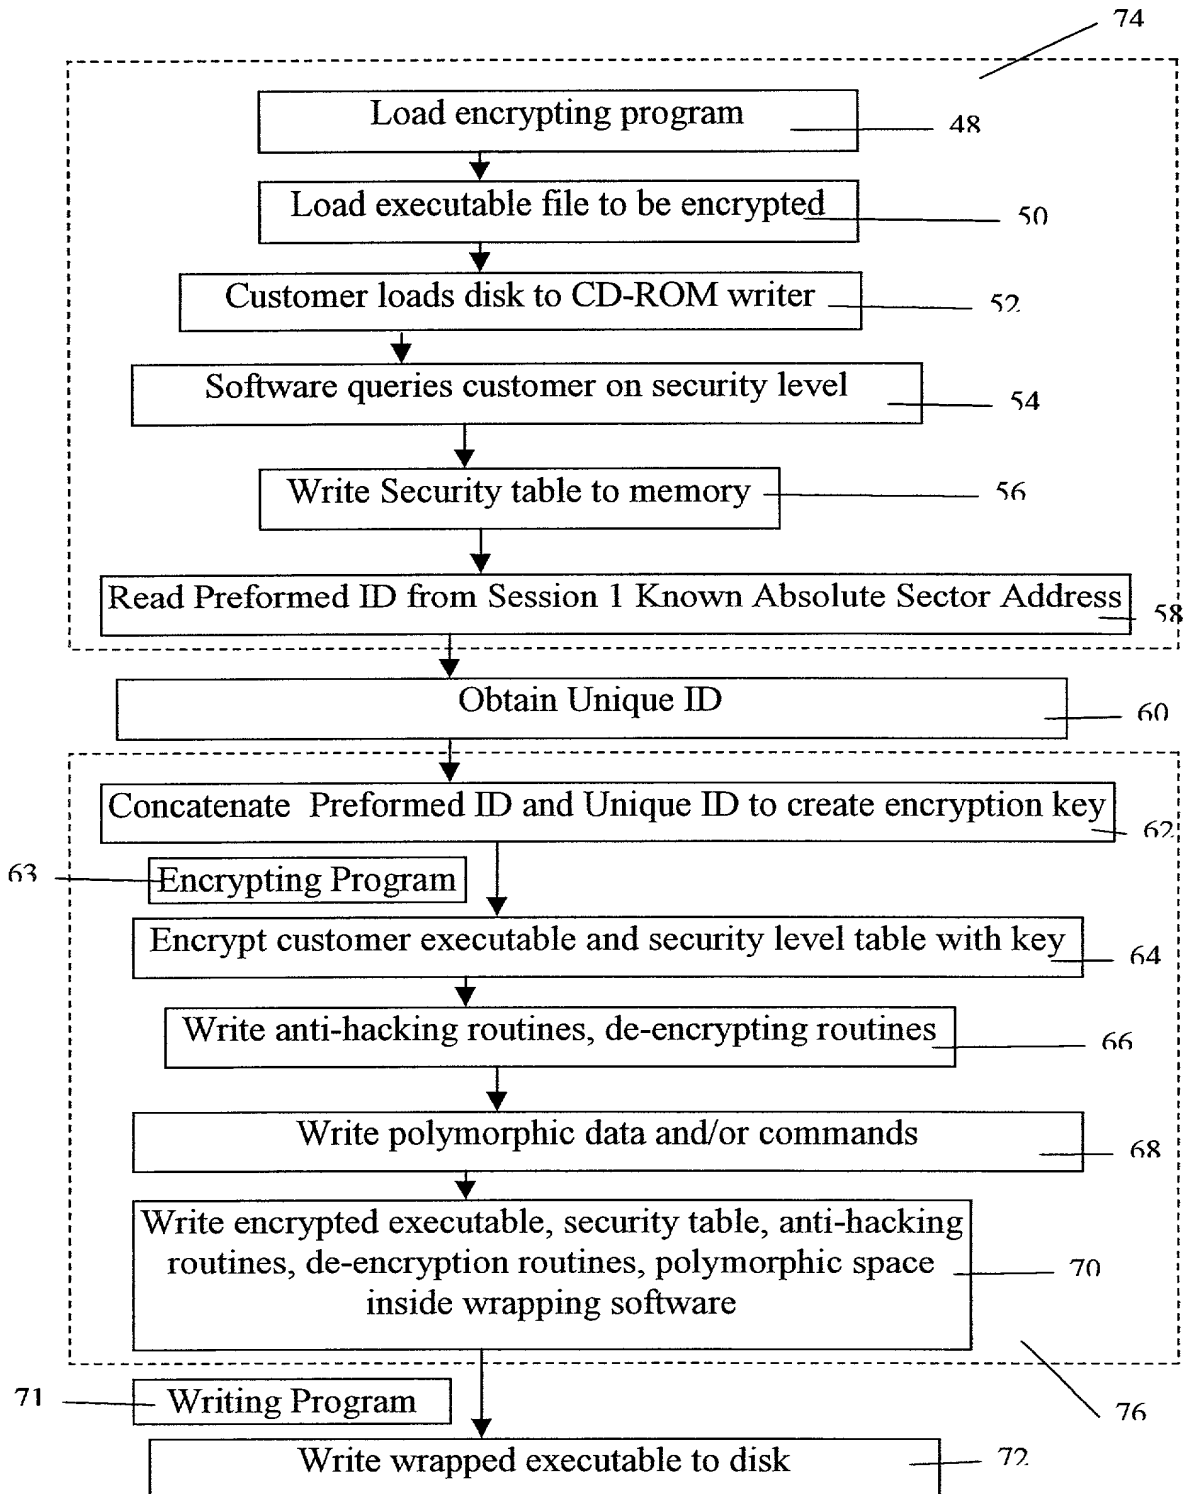 74
Load encrypting program
48
Load executable file to be encrypted
50
Customer loads disk to CD-ROM writer
52
Software queries customer on security level
54
Write Security table to memory
56
Read Preformed ID from Session 1 Known Absolute Sector Address
58
Obtain Unique ID
60
Concatenate Preformed ID and Unique ID to create encryption key
62
63
Encrypting Program
Encrypt customer executable and security level table with key
64
Write anti-hacking routines, de-encrypting routines
66
Write polymorphic data and/or commands
68
Write encrypted executable, security table, anti-hacking
routines, de-encryption routines, polymorphic space
inside wrapping software
70
71
Writing Program
76
Write wrapped executable to disk
72